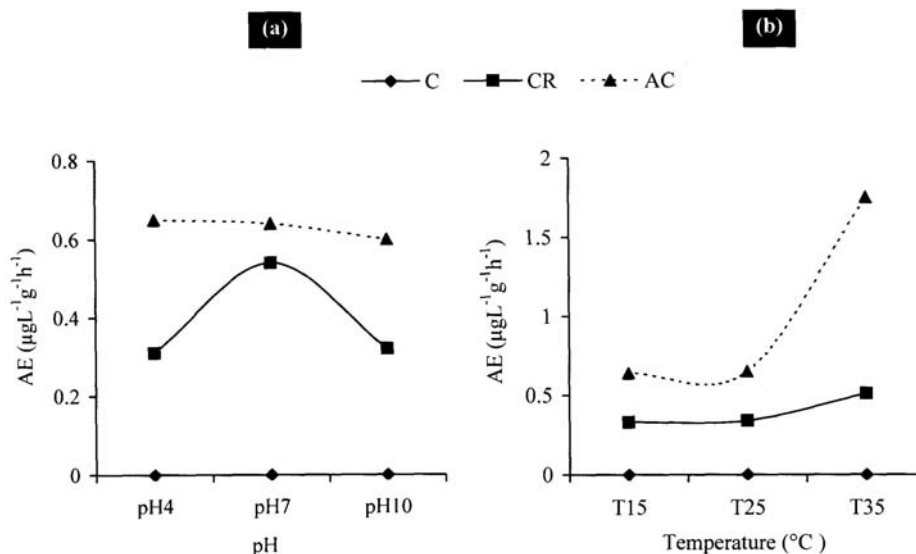 (a) (b)
C CR AC
0.8
0.6
0.4
0.2
0
AE (µgL⁻¹g⁻¹h⁻¹)
pH4 pH7 pH10
pH
2
1.5
1
0.5
0
AE (µgL⁻¹g⁻¹h⁻¹)
T15 T25 T35
Temperature (°C )